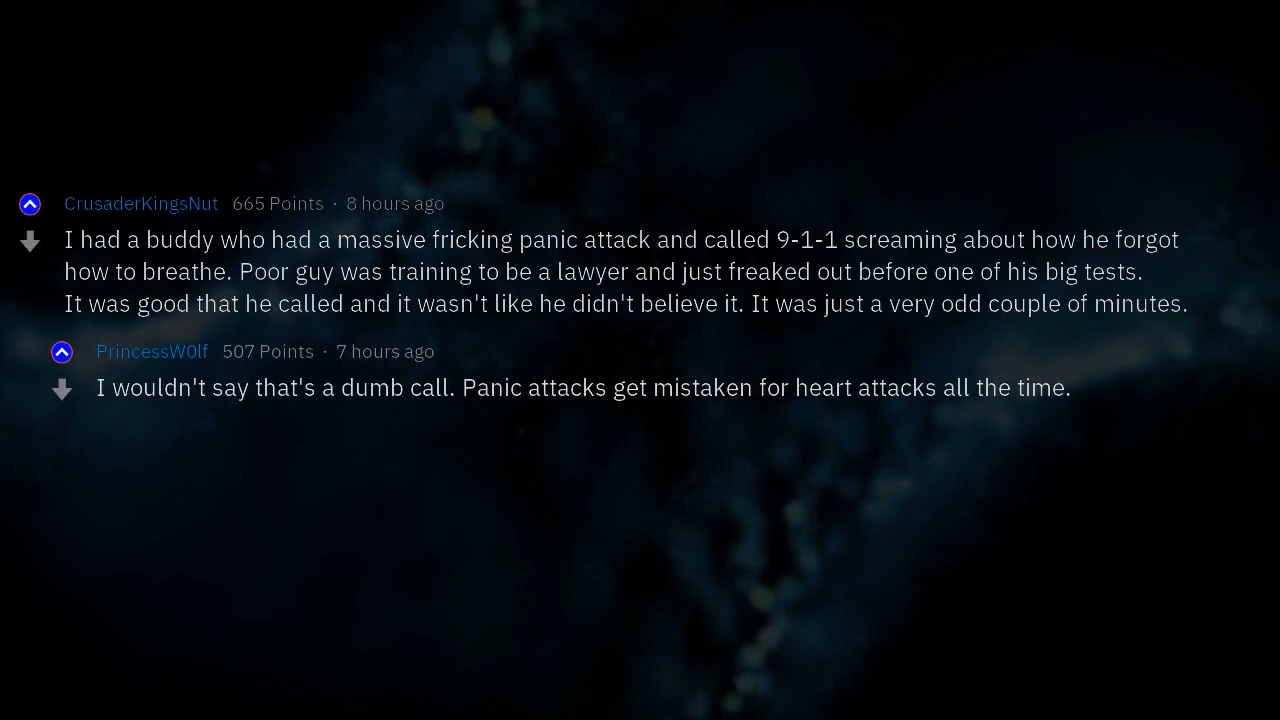 CrusaderKingsNut 665 Points · 8 hours ago
I had a buddy who had a massive fricking panic attack and called 9-1-1 screaming about how he forgot
how to breathe. Poor guy was training to be a lawyer and just freaked out before one of his big tests.
It was good that he called and it wasn't like he didn't believe it. It was just a very odd couple of minutes.
PrincessW0lf 507 Points · 7 hours ago
I wouldn't say that's a dumb call. Panic attacks get mistaken for heart attacks all the time.